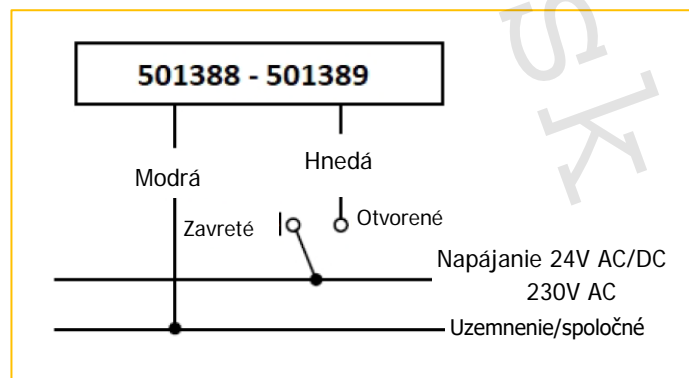 501388 - 501389
Modrá
Hnedá
Zavreté
Otvorené
Napájanie 24V AC/DC
230V AC
Uzemnenie/spoločné
sk